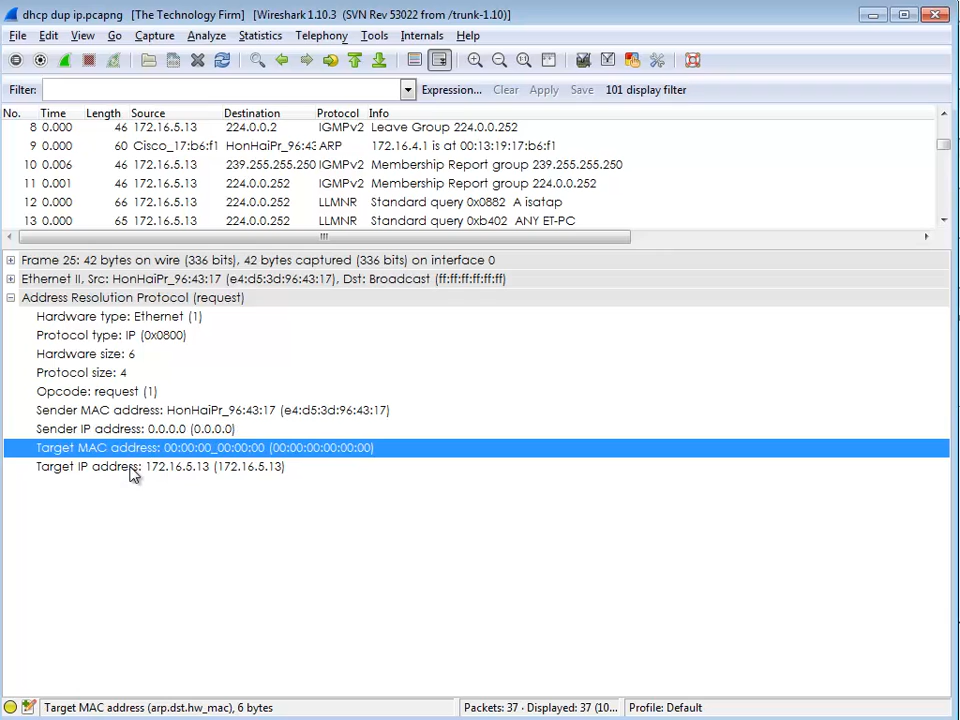 dhcp dup ip.pcapng   [The Technology Firm]   [Wireshark 1.10.3  (SVN Rev 53022 from /trunk-1.10)]
File Edit View Go Capture Analyze Statistics Telephony Tools Internals Help
Filter: Expression... Clear Apply Save 101 display filter
No. Time Length Source Destination Protocol Info
8 0.000 46 172.16.5.13 224.0.0.2 IGMPv2 Leave Group 224.0.0.252
9 0.000 60 Cisco_17:b6:f1 HonHaiPr_96:43 ARP 172.16.4.1 is at 00:13:19:17:b6:f1
10 0.006 46 172.16.5.13 239.255.255.250 IGMPv2 Membership Report group 239.255.255.250
11 0.001 46 172.16.5.13 224.0.0.252 IGMPv2 Membership Report group 224.0.0.252
12 0.000 66 172.16.5.13 224.0.0.252 LLMNR Standard query 0x0882  A isatap
13 0.000 65 172.16.5.13 224.0.0.252 LLMNR Standard query 0xb402  ANY ET-PC
Frame 25: 42 bytes on wire (336 bits), 42 bytes captured (336 bits) on interface 0
Ethernet II, Src: HonHaiPr_96:43:17 (e4:d5:3d:96:43:17), Dst: Broadcast (ff:ff:ff:ff:ff:ff)
Address Resolution Protocol (request)
Hardware type: Ethernet (1)
Protocol type: IP (0x0800)
Hardware size: 6
Protocol size: 4
Opcode: request (1)
Sender MAC address: HonHaiPr_96:43:17 (e4:d5:3d:96:43:17)
Sender IP address: 0.0.0.0 (0.0.0.0)
Target MAC address: 00:00:00_00:00:00 (00:00:00:00:00:00)
Target IP address: 172.16.5.13 (172.16.5.13)
Target MAC address (arp.dst.hw_mac), 6 bytes Packets: 37 · Displayed: 37 (10... Profile: Default